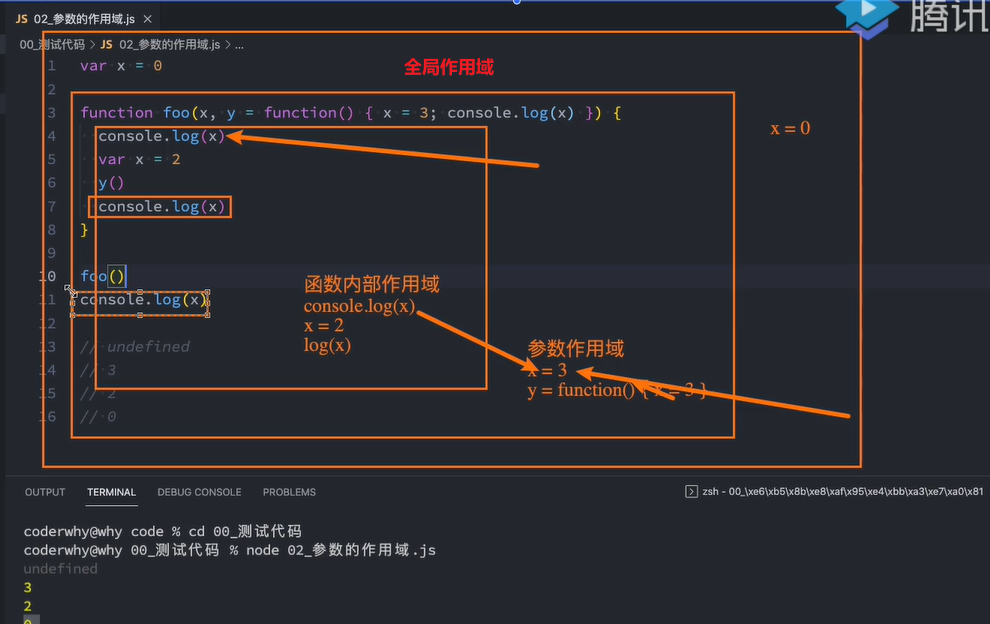 JS 02_参数的作用域.js ×
腾讯
00_测试代码 > JS 02_参数的作用域.js > ...
全局作用域
1 var x = 0
2
3 function foo(x, y = function() { x = 3; console.log(x) }) {
x = 0
4 console.log(x)
5 var x = 2
6 y()
7 console.log(x)
8 }
9
10 foo()
11 console.log(x)
12
13 // undefined
14 // 3
15 // 2
16 // 0
函数内部作用域
console.log(x)
x = 2
log(x)
参数作用域
x = 3
y = function() { x = 3 }
OUTPUT TERMINAL DEBUG CONSOLE PROBLEMS
zsh - 00_\xe6\xb5\x8b\xe8\xaf\x95\xe4\xbb\xa3\xe7\xa0\x81
coderwhy@why code % cd 00_测试代码
coderwhy@why 00_测试代码 % node 02_参数的作用域.js
undefined
3
2
0